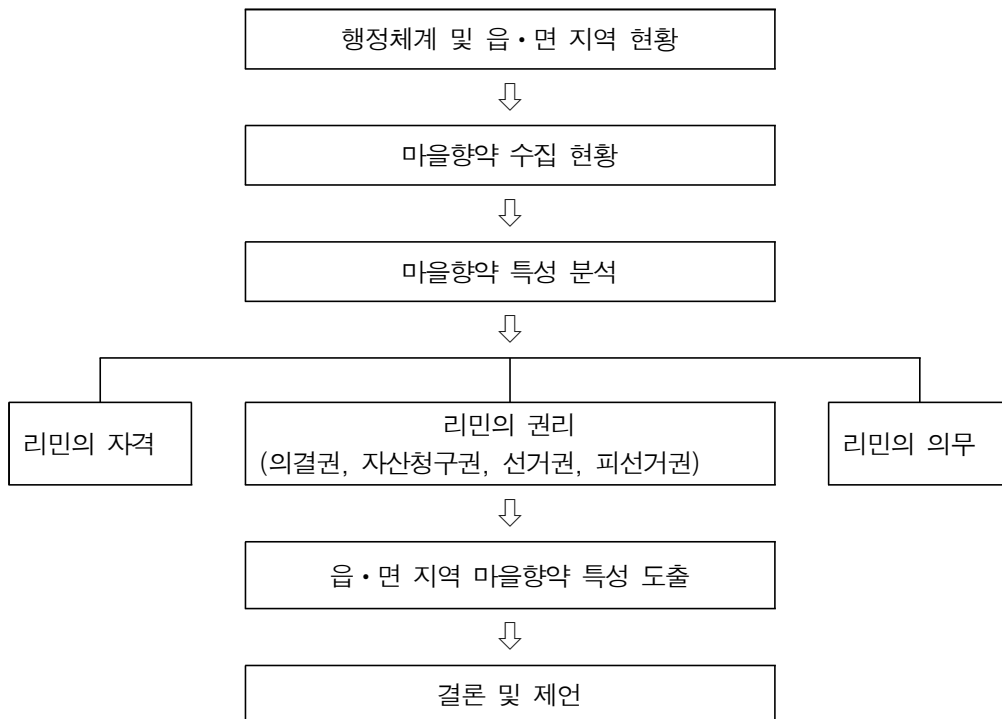 행정체계 및 읍·면 지역 현황
마을향약 수집 현황
마을향약 특성 분석
리민의 자격
리민의 권리
(의결권, 자산청구권, 선거권, 피선거권)
리민의 의무
읍·면 지역 마을향약 특성 도출
결론 및 제언